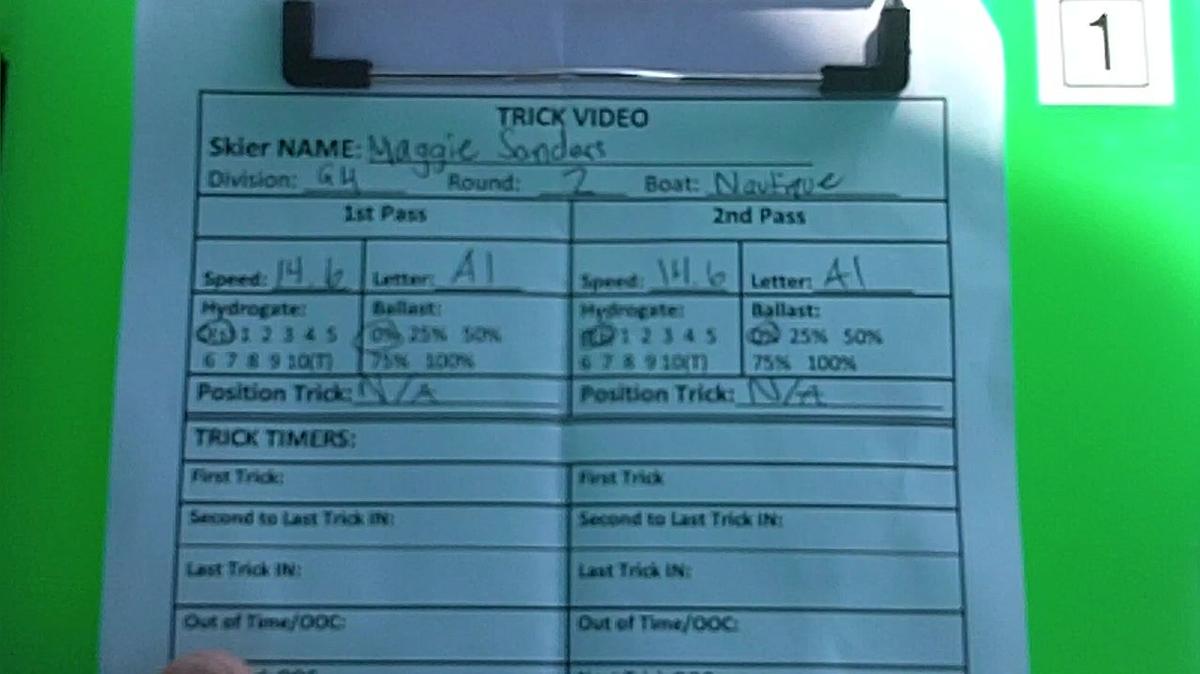 1
TRICK VIDEO
Skier NAME: Maggie Sanders
Division: G4 Round: 2 Boat: Nautique
1st Pass 2nd Pass
Speed: 14.6 Letter: A1 Speed: 14.6 Letter: A1
Hydrogate: Ballast: Hydrogate: Ballast:
1 2 3 4 5 0% 25% 50% 1 2 3 4 5 0% 25% 50%
6 7 8 9 10(T) 75% 100% 6 7 8 9 10(T) 75% 100%
Position Trick: N/A Position Trick: N/A
TRICK TIMERS:
First Trick: First Trick
Second to Last Trick IN: Second to Last Trick IN:
Last Trick IN: Last Trick IN:
Out of Time/OOC: Out of Time/OOC: